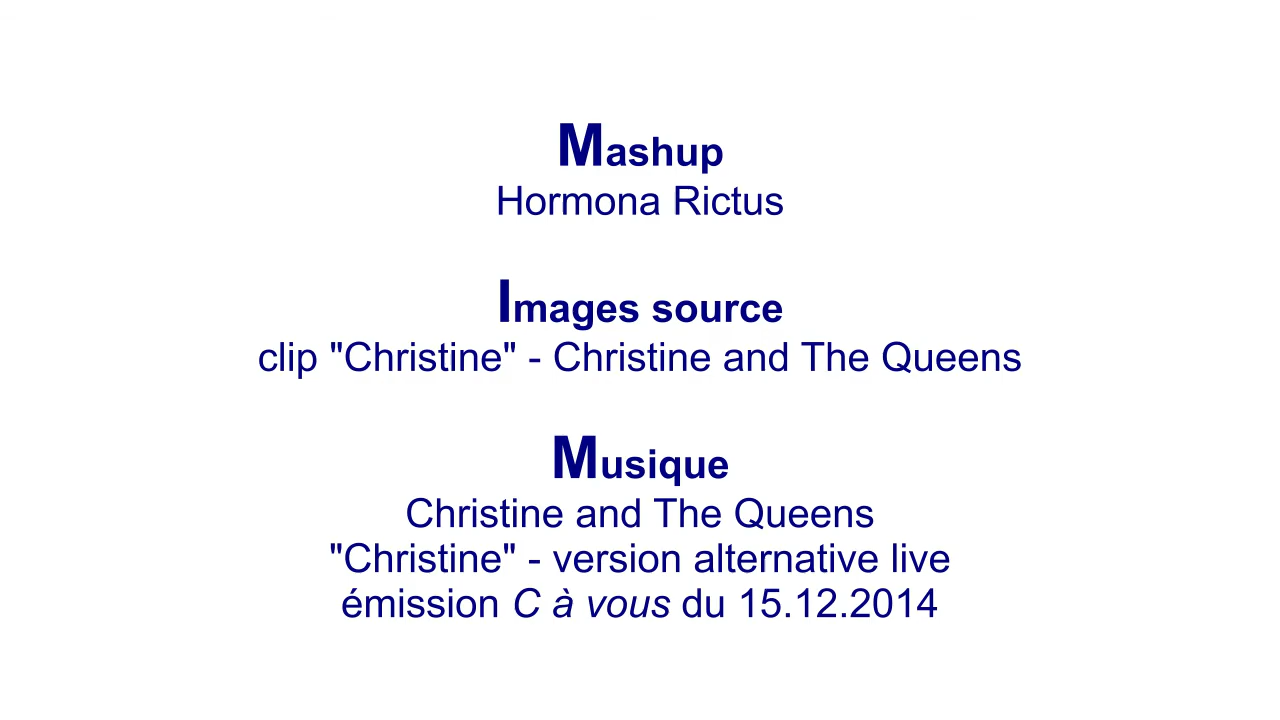 Mashup
Hormona Rictus
Images source
clip "Christine" - Christine and The Queens
Musique
Christine and The Queens
"Christine" - version alternative live
émission C à vous du 15.12.2014